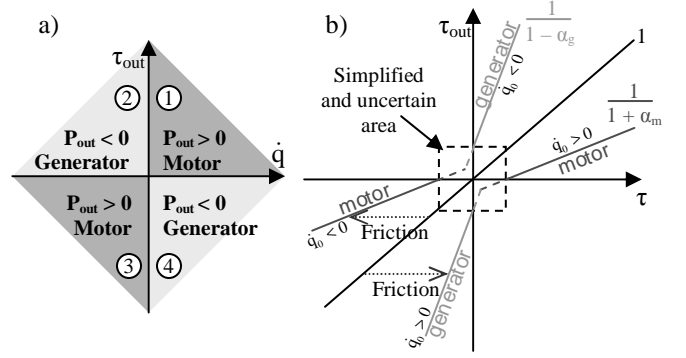 a)
τout
② ①
Pout < 0
Generator
Pout > 0
Motor
q̇
Pout > 0
Motor
Pout < 0
Generator
③ ④
b)
τout
Simplified
and uncertain
area
generator
q̇0 < 0
1
1 − αg
1
1
1 + αm
q̇0 > 0
motor
τ
motor
q̇0 < 0
Friction
Friction
generator
q̇0 > 0